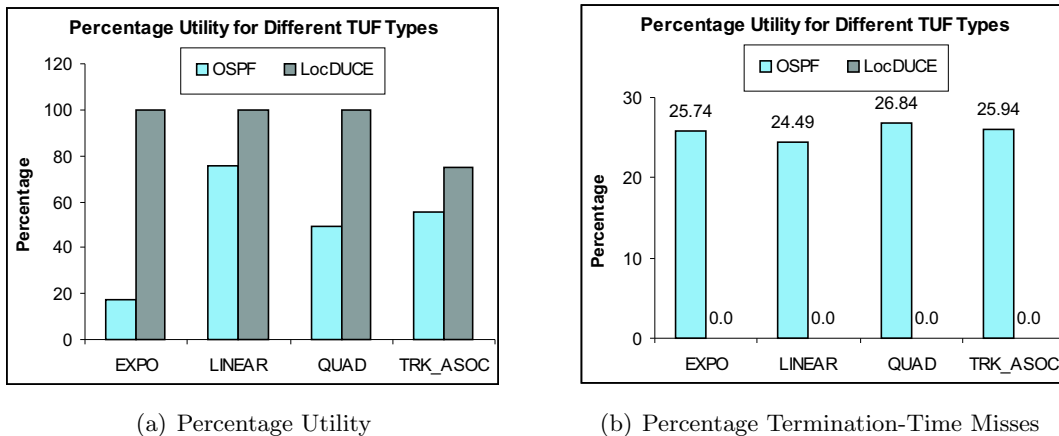 Percentage Utility for Different TUF Types
OSPF LocDUCE
120
100
80
60
40
20
0
Percentage
EXPO LINEAR QUAD TRK_ASOC
(a) Percentage Utility
Percentage Utility for Different TUF Types
OSPF LocDUCE
30
20
10
0
Percentage
25.74 24.49 26.84 25.94
0.0 0.0 0.0 0.0
EXPO LINEAR QUAD TRK_ASOC
(b) Percentage Termination-Time Misses